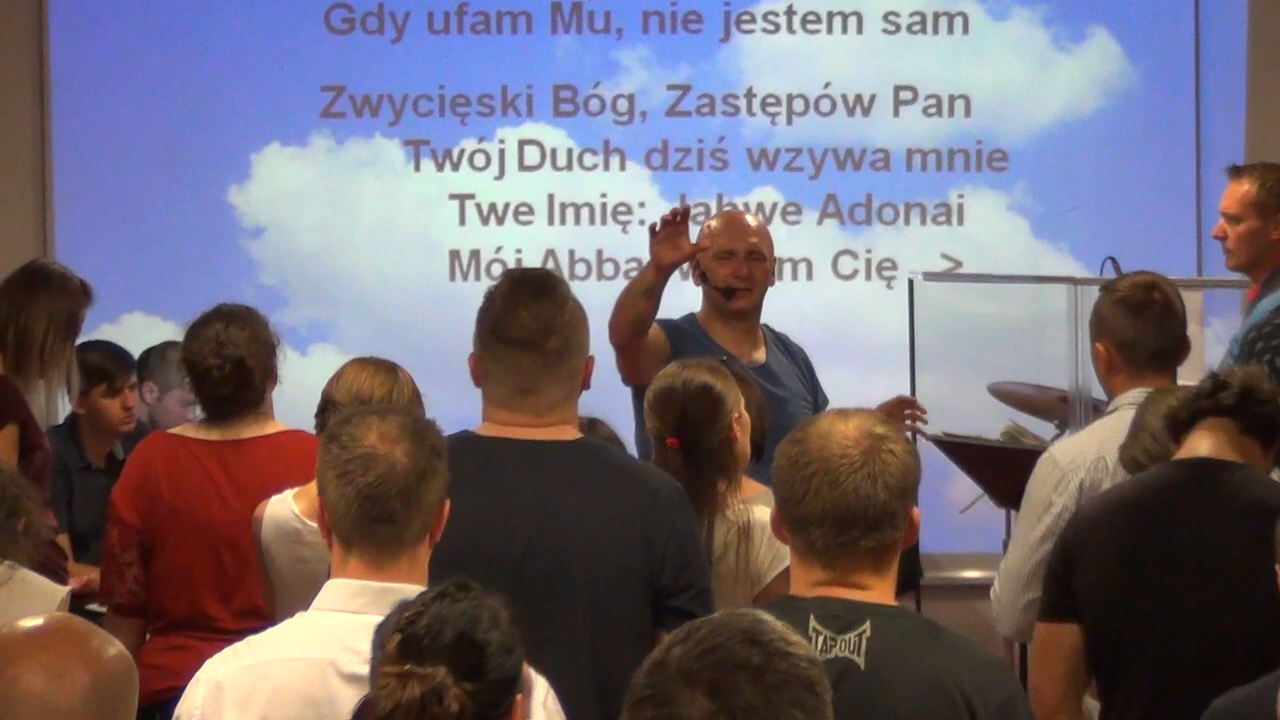 Gdy ufam Mu, nie jestem sam
Zwycięski Bóg, Zastępów Pan
Twój Duch dziś wzywa mnie
Twe Imię: Jahwe Adonai
Mój Abba Cię >
TAPOUT